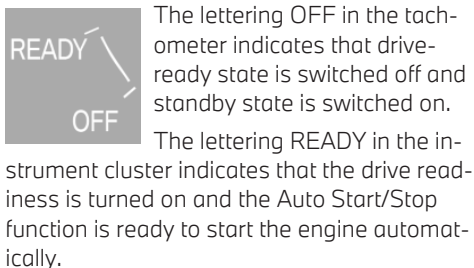 The lettering OFF in the tach-
READY
ometer indicates that drive-
ready state is switched off and
OFF
standby state is switched on.
The lettering READY in the in-
strument cluster indicates that the drive read-
iness is turned on and the Auto Start/Stop
function is ready to start the engine automat-
ically.